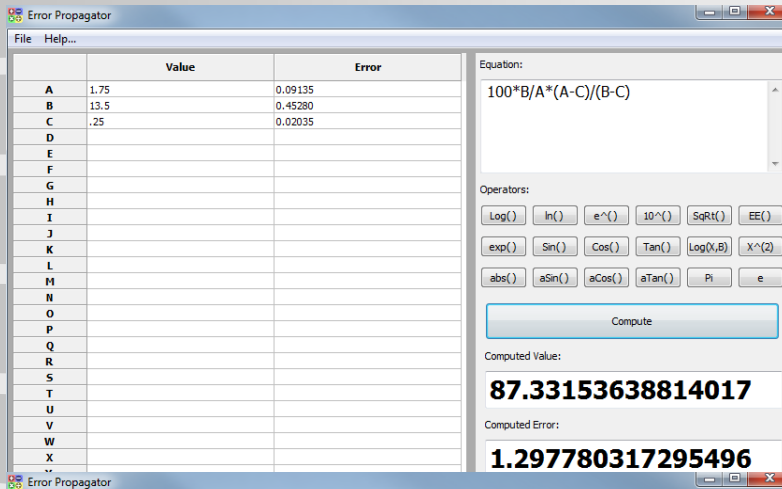 Error Propagator
File Help...
Value Error
A 1.75 0.09135
B 13.5 0.45280
C .25 0.02035
D
E
F
G
H
I
J
K
L
M
N
O
P
Q
R
S
T
U
V
W
X
Equation:
100*B/A*(A-C)/(B-C)
Operators:
Log() ln() e^() 10^() SqRt() EE()
exp() Sin() Cos() Tan() Log(X,B) X^(2)
abs() aSin() aCos() aTan() Pi e
Compute
Computed Value:
87.33153638814017
Computed Error:
1.297780317295496
Error Propagator